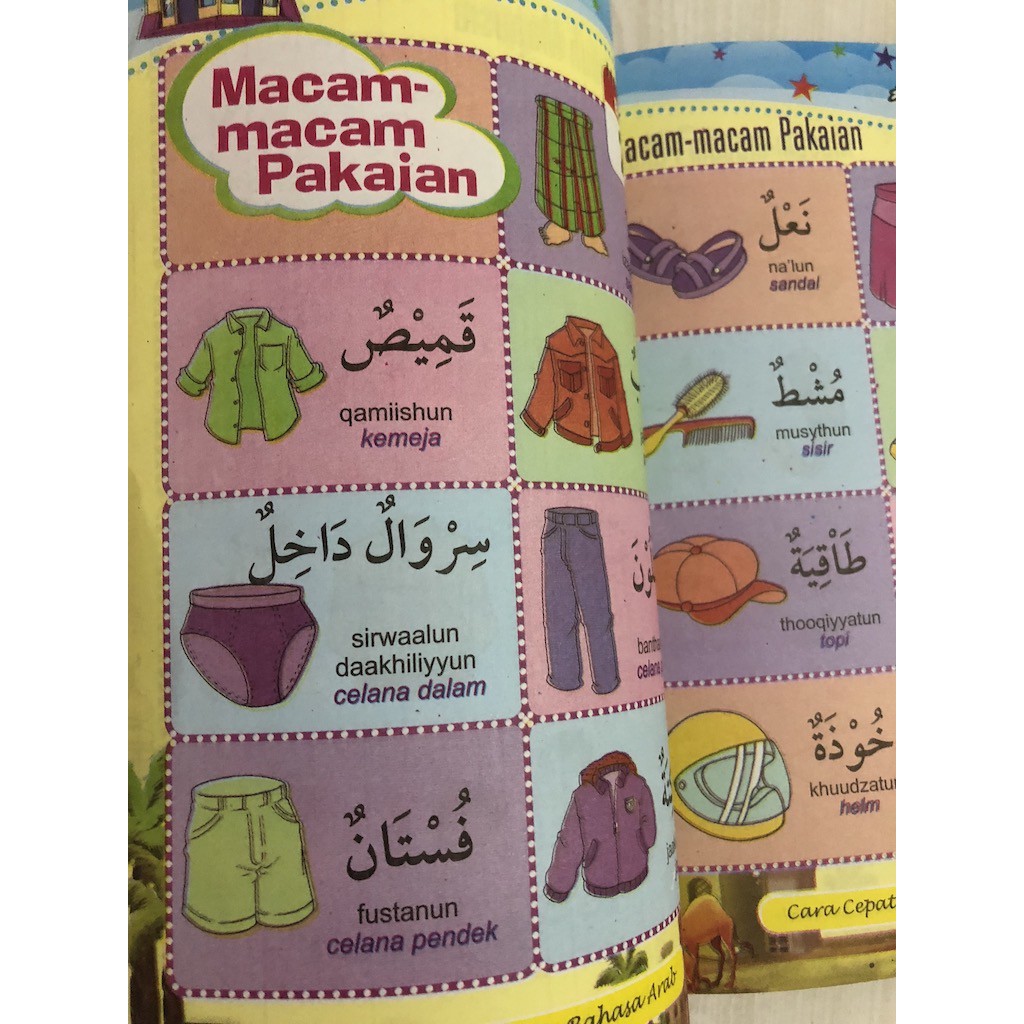 Macam-
macam
Pakaian
قَمِيْصٌ
qamiishun
kemeja
سِرْوَالٌ دَاخِلٌ
sirwaalun
daakhiliyyun
celana dalam
فُسْتَانٌ
fustanun
celana pendek
celana
Bahasa Arab
acam-macam Pakaian
نَعْلٌ
na'lun
sandal
مُشْطٌ
musythun
sisir
طَاْقِيَةٌ
thooqiyyatun
topi
خُوْذَةٌ
khuudzatun
helm
Cara Cepat